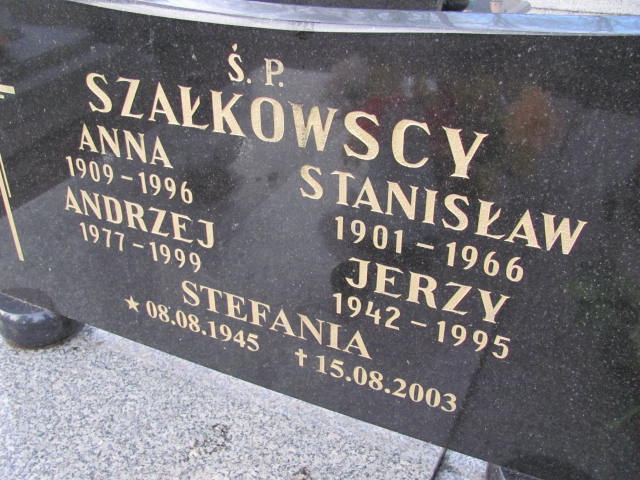 Ś. P.
SZAŁKOWSCY
ANNA
1909 - 1996
STANISŁAW
1901 - 1966
ANDRZEJ
1977 - 1999
JERZY
1942 - 1995
STEFANIA
★ 08.08.1945 † 15.08.2003